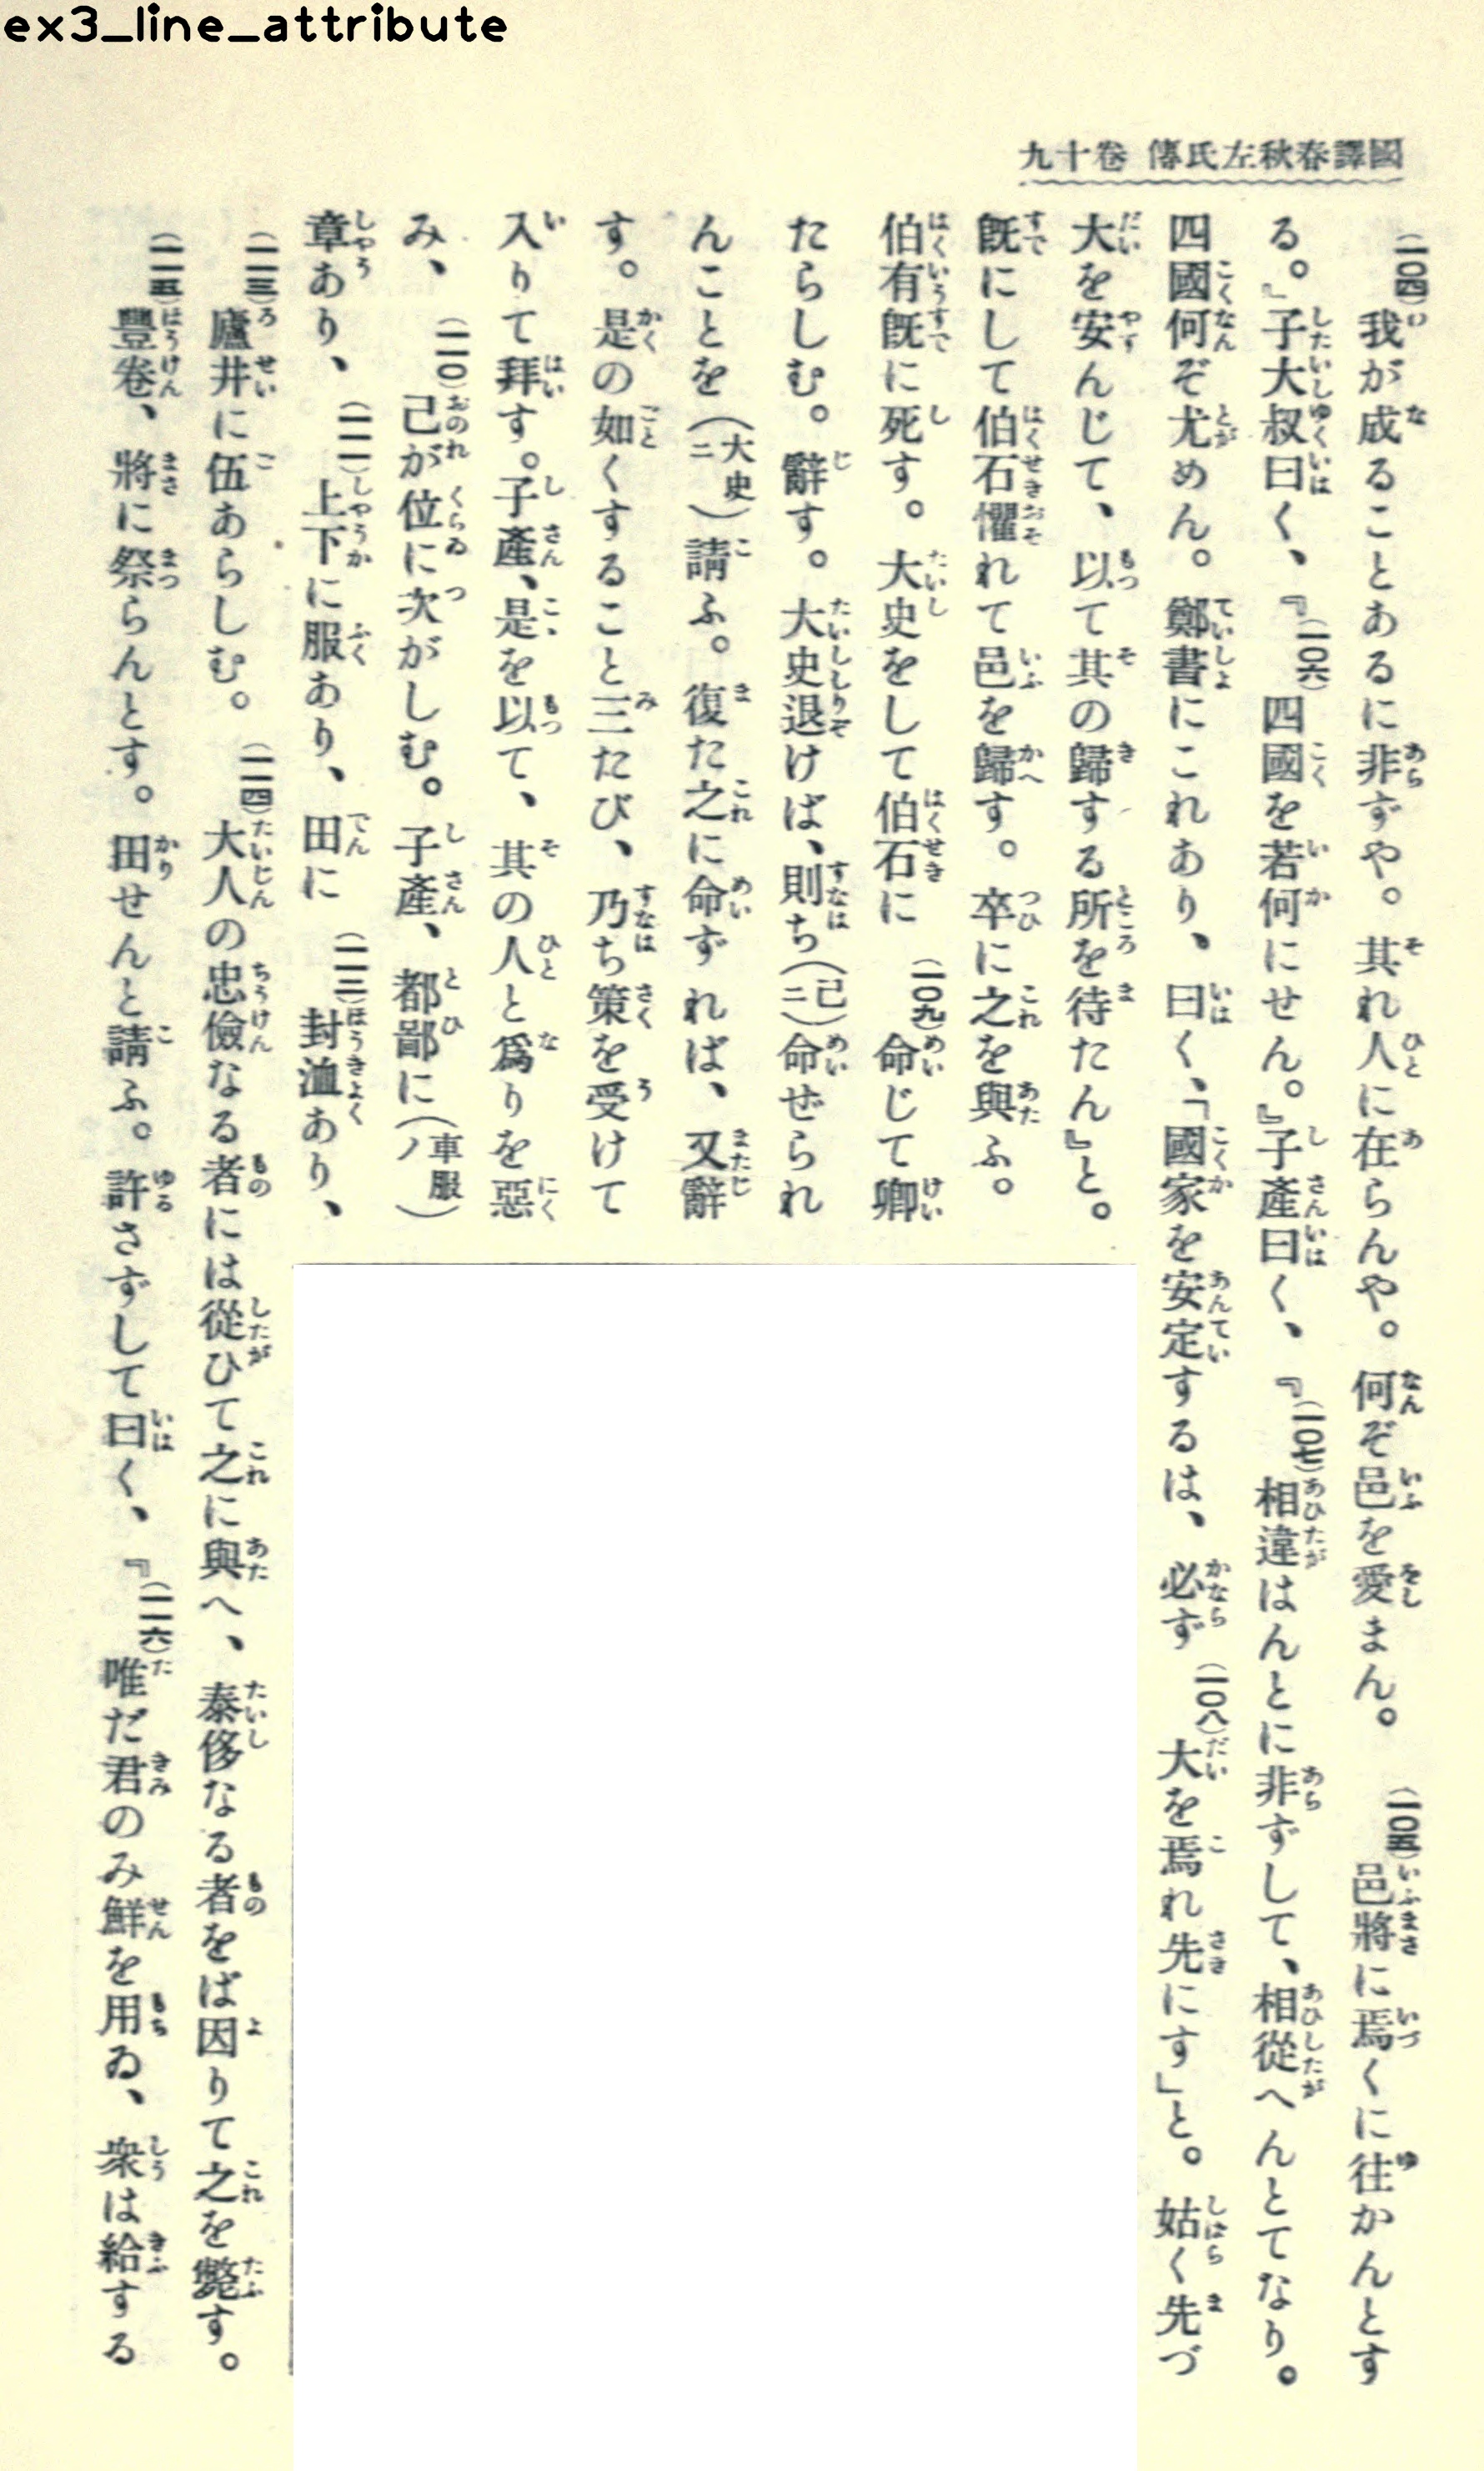 ex3_line_attribute
國譯春秋左氏傳 卷十九
(一〇四)我が成ることあるに非ずや。其れ人に在らんや。何ぞ邑を愛まん。(一〇五)邑將に焉くに往かんとす
る。』子大叔曰く、『(一〇六)四國を若何にせん。』子產曰く、『(一〇七)相違はんとに非ずして、相從へんとてなり。
四國何ぞ尤めん。鄭書にこれあり、曰く、「國家を安定するは、必ず(一〇八)大を焉れ先にす」と。姑く先づ
大を安んじて、以て其の歸する所を待たん』と。
旣にして伯石懼れて邑を歸す。卒に之を與ふ。
伯有旣に死す。大史をして伯石に(一〇九)命じて卿
たらしむ。辭す。大史退けば、則ち(己ニ)命ぜられ
んことを(大史ニ)請ふ。復た之に命ずれば、又辭
す。是の如くすること三たび、乃ち策を受けて
入りて拜す。子產、是を以て、其の人と爲りを惡
み、(一一〇)己が位に次がしむ。子產、都鄙に(車服ノ)
章あり、(一一一)上下に服あり、田に(一一二)封洫あり、
(一一三)廬井に伍あらしむ。(一一四)大人の忠儉なる者には從ひて之に與へ、泰侈なる者をば因りて之を斃す。
(一一五)豐卷、將に祭らんとす。田せんと請ふ。許さずして曰く、『(一一六)唯だ君のみ鮮を用ゐ、衆は給する